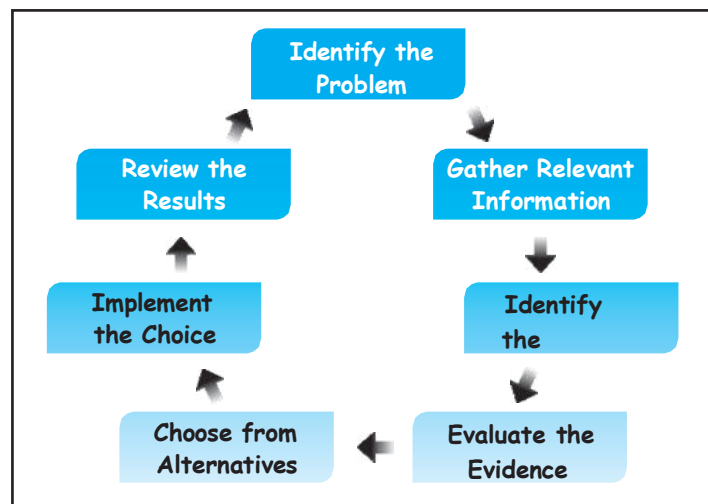 Identify the
Problem
Gather Relevant
Information
Identify
the
Evaluate the
Evidence
Choose from
Alternatives
Implement
the Choice
Review the
Results